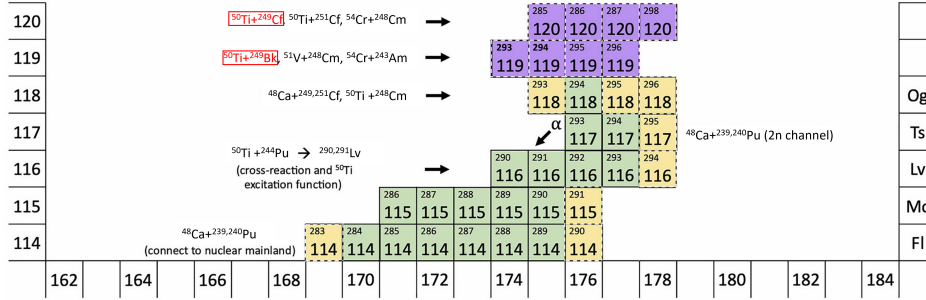 120 ⁵⁰Ti+²⁴⁹Cf, ⁵⁰Ti+²⁵¹Cf, ⁵⁴Cr+²⁴⁸Cm → 285 120 286 120 287 120 298 120
119 ⁵⁰Ti+²⁴⁹Bk, ⁵¹V+²⁴⁸Cm, ⁵⁴Cr+²⁴³Am → 293 119 294 119 295 119 296 119
118 ⁴⁸Ca+²⁴⁹,²⁵¹Cf, ⁵⁰Ti +²⁴⁸Cm → 293 118 294 118 295 118 296 118 Og
117 α 293 117 294 117 295 117 ⁴⁸Ca+²³⁹,²⁴⁰Pu (2n channel) Ts
116 ⁵⁰Ti +²⁴⁴Pu → ²⁹⁰,²⁹¹Lv
(cross-reaction and ⁵⁰Ti
excitation function) → 290 116 291 116 292 116 293 116 294 116 Lv
115 286 115 287 115 288 115 289 115 290 115 291 115 Mc
114 ⁴⁸Ca+²³⁹,²⁴⁰Pu
(connect to nuclear mainland) 283 114 284 114 285 114 286 114 287 114 288 114 289 114 290 114 Fl
162 164 166 168 170 172 174 176 178 180 182 184